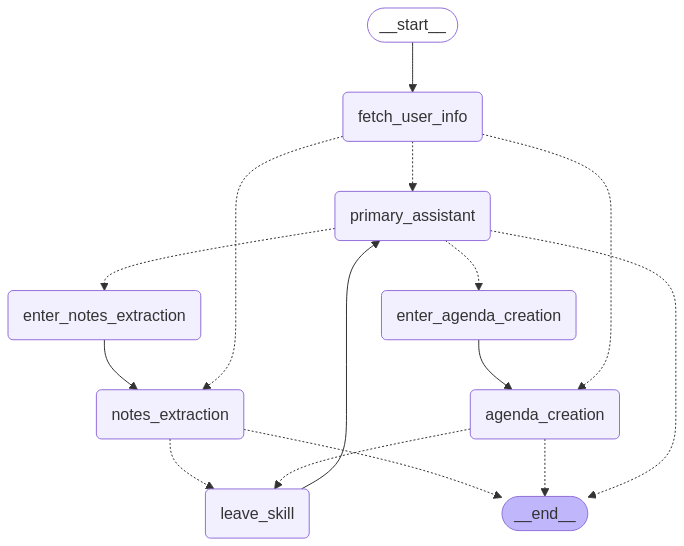 __start__
fetch_user_info
primary_assistant
enter_notes_extraction
enter_agenda_creation
notes_extraction
agenda_creation
leave_skill
__end__